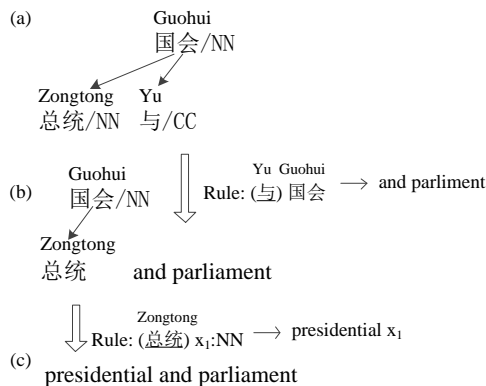 (a)
Guohui
国会/NN
Zongtong Yu
总统/NN 与/CC
Yu Guohui
Rule: (与) 国会 → and parliment
(b)
Guohui
国会/NN
Zongtong
总统 and parliament
Zongtong
Rule: (总统) x₁:NN → presidential x₁
(c)
presidential and parliament